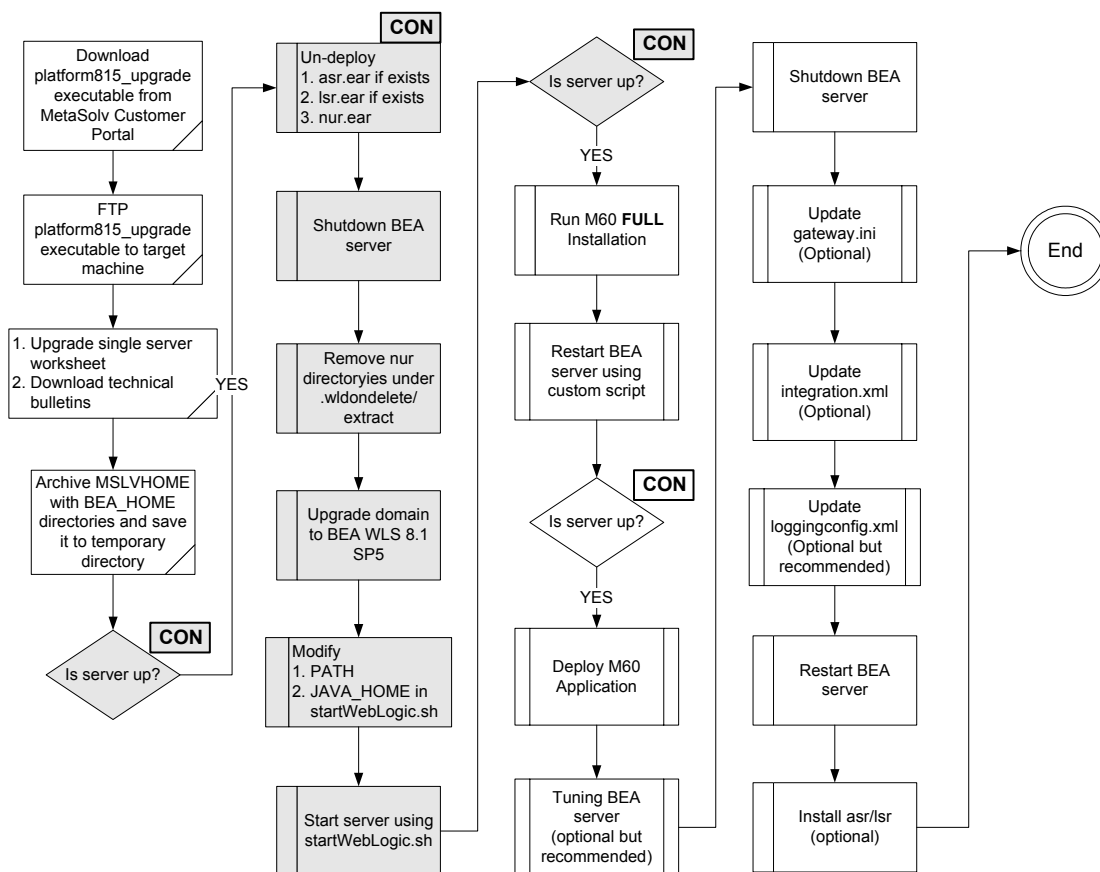 Download
platform815_upgrade
executable from
MetaSolv Customer
Portal
FTP
platform815_upgrade
executable to target
machine
1. Upgrade single server
worksheet
2. Download technical
bulletins
Archive MSLVHOME
with BEA_HOME
directories and save
it to temporary
directory
CON
Is server up?
YES
CON
Un-deploy
1. asr.ear if exists
2. lsr.ear if exists
3. nur.ear
Shutdown BEA
server
Remove nur
directoryies under
.wldondelete/
extract
Upgrade domain
to BEA WLS 8.1
SP5
Modify
1. PATH
2. JAVA_HOME in
startWebLogic.sh
Start server using
startWebLogic.sh
CON
Is server up?
YES
Run M60 FULL
Installation
Restart BEA
server using
custom script
CON
Is server up?
YES
Deploy M60
Application
Tuning BEA
server
(optional but
recommended)
Shutdown BEA
server
Update
gateway.ini
(Optional)
Update
integration.xml
(Optional)
Update
loggingconfig.xml
(Optional but
recommended)
Restart BEA
server
Install asr/lsr
(optional)
End